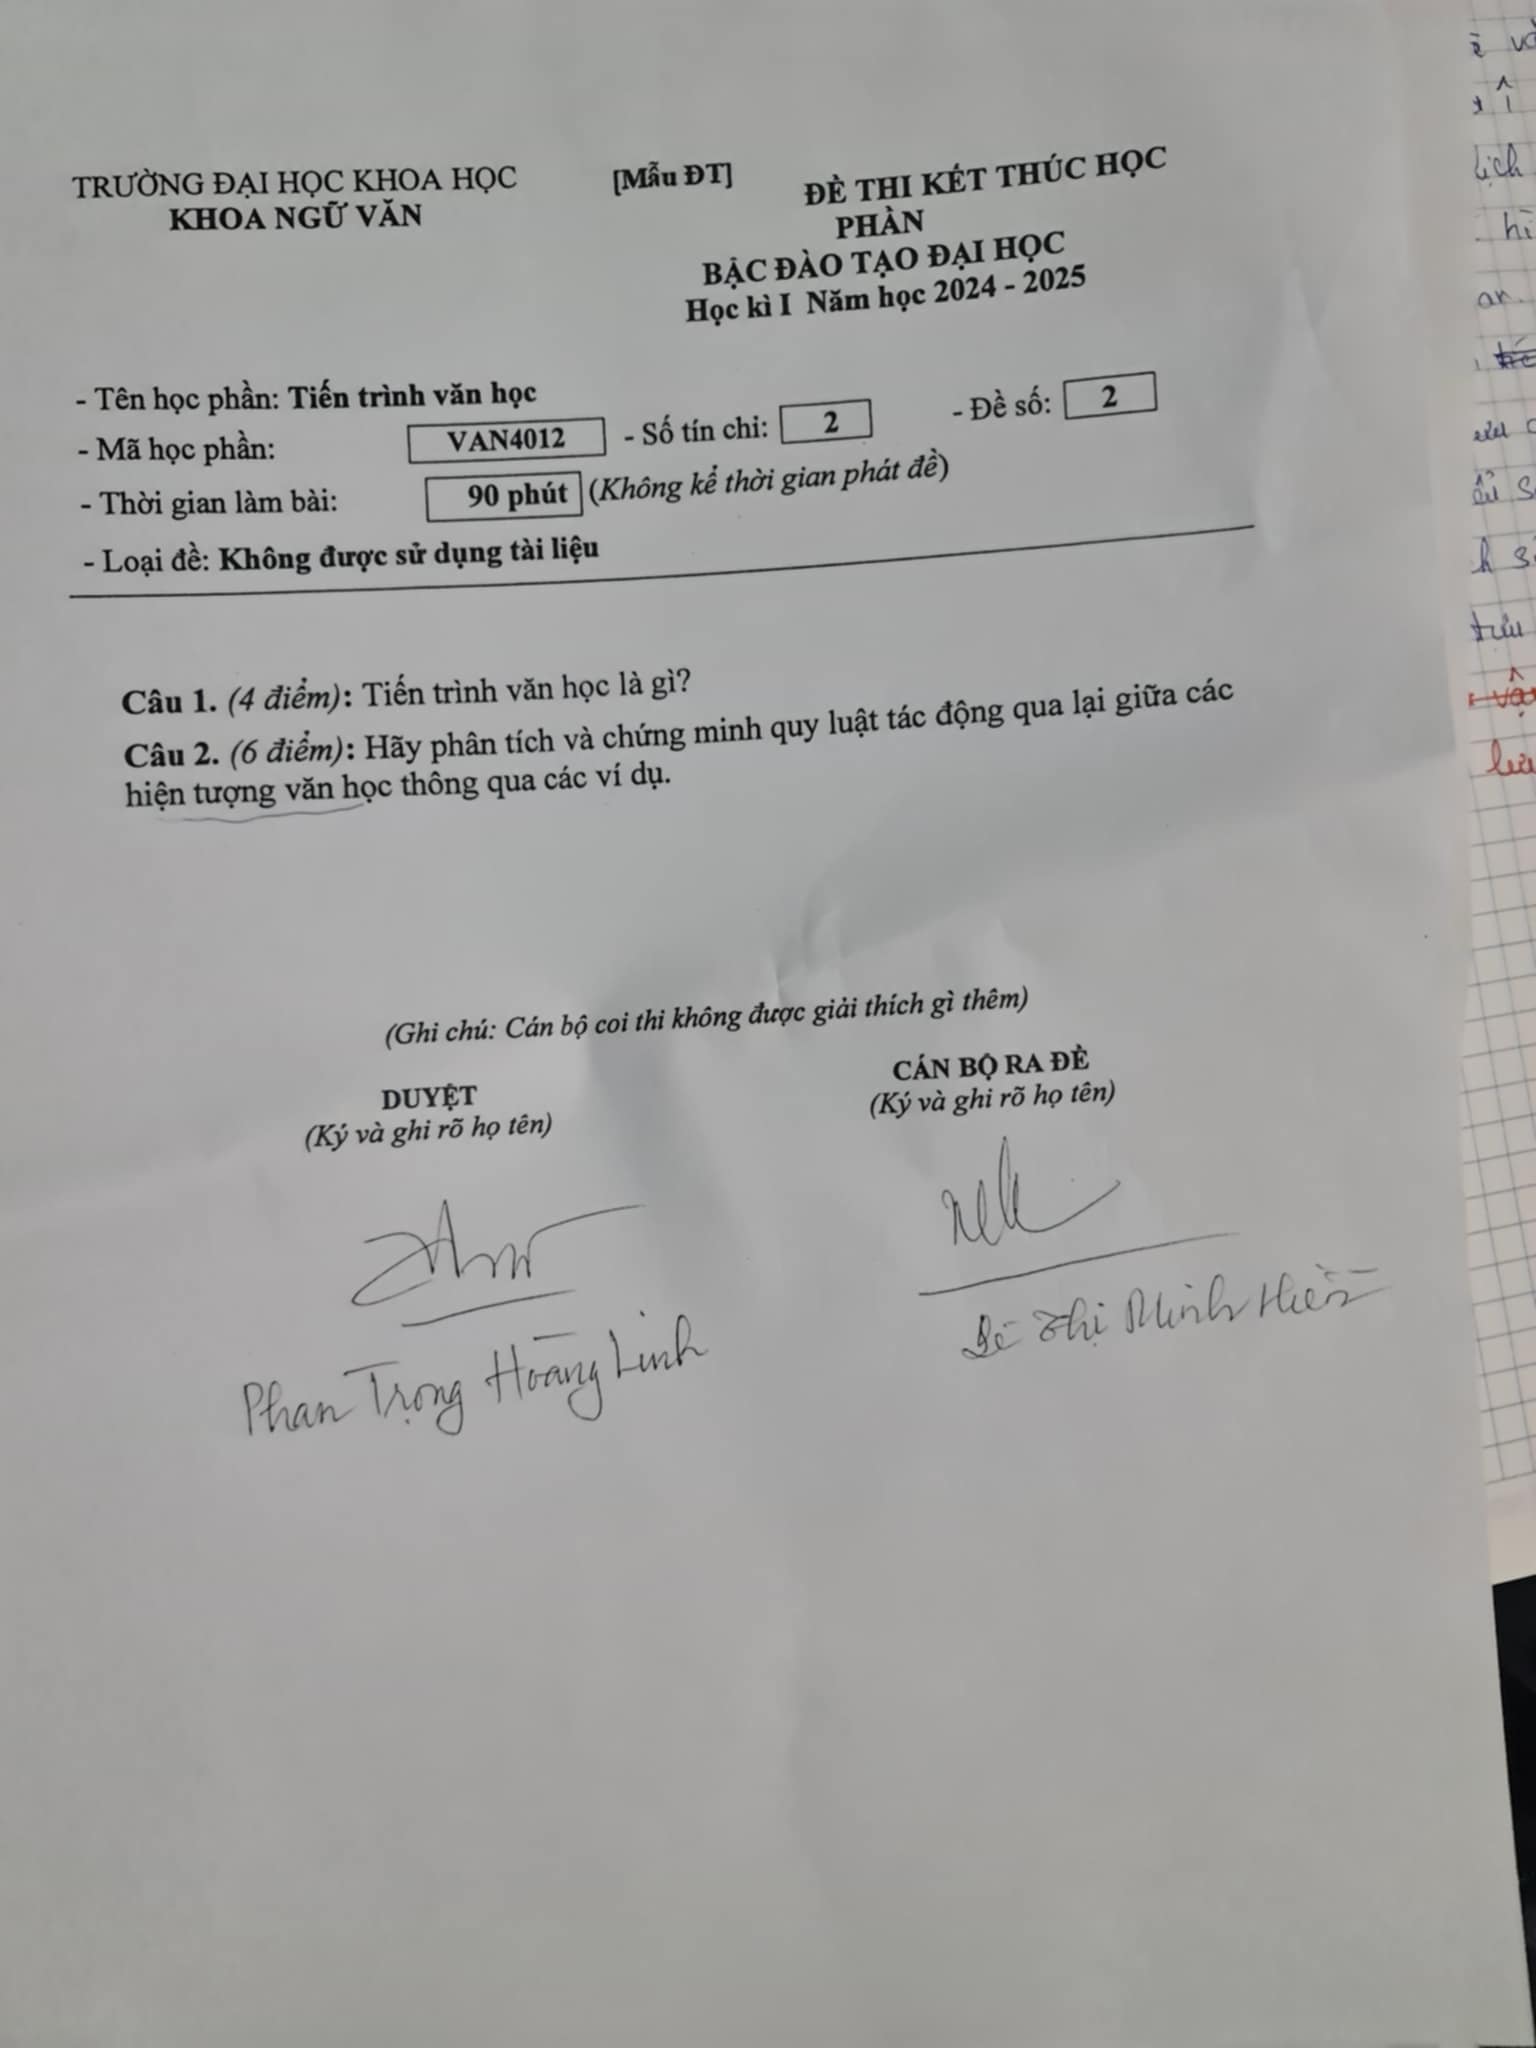 TRƯỜNG ĐẠI HỌC KHOA HỌC
KHOA NGỮ VĂN
[Mẫu ĐT]
ĐỀ THI KẾT THÚC HỌC
PHẦN
BẬC ĐÀO TẠO ĐẠI HỌC
Học kì I Năm học 2024 - 2025
- Tên học phần: Tiến trình văn học
- Mã học phần: VAN4012 - Số tín chi: 2 - Đề số: 2
- Thời gian làm bài: 90 phút (Không kể thời gian phát đề)
- Loại đề: Không được sử dụng tài liệu
Câu 1. (4 điểm): Tiến trình văn học là gì?
Câu 2. (6 điểm): Hãy phân tích và chứng minh quy luật tác động qua lại giữa các
hiện tượng văn học thông qua các ví dụ.
(Ghi chú: Cán bộ coi thi không được giải thích gì thêm)
DUYỆT
(Ký và ghi rõ họ tên)
Phan Trọng Hoàng Linh
CÁN BỘ RA ĐỀ
(Ký và ghi rõ họ tên)
Thị Minh Hiền
lịch